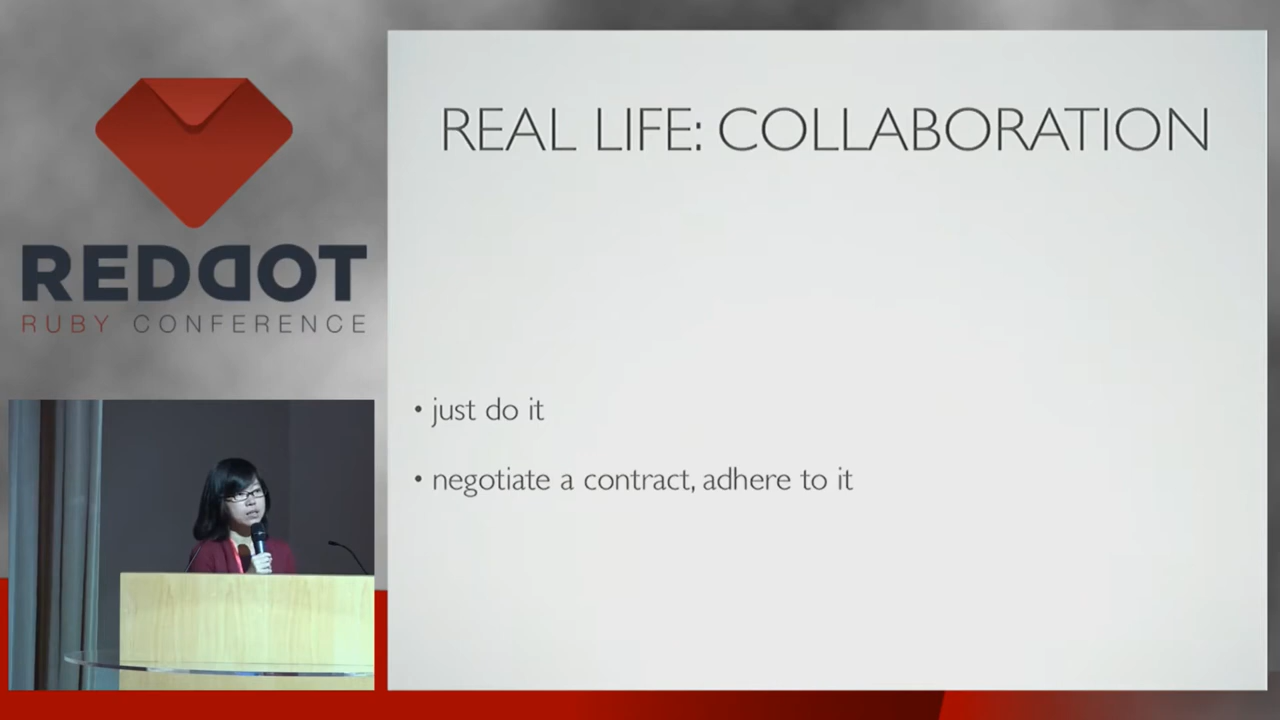 REDDOT
RUBY CONFERENCE
REAL LIFE: COLLABORATION
• just do it
• negotiate a contract, adhere to it